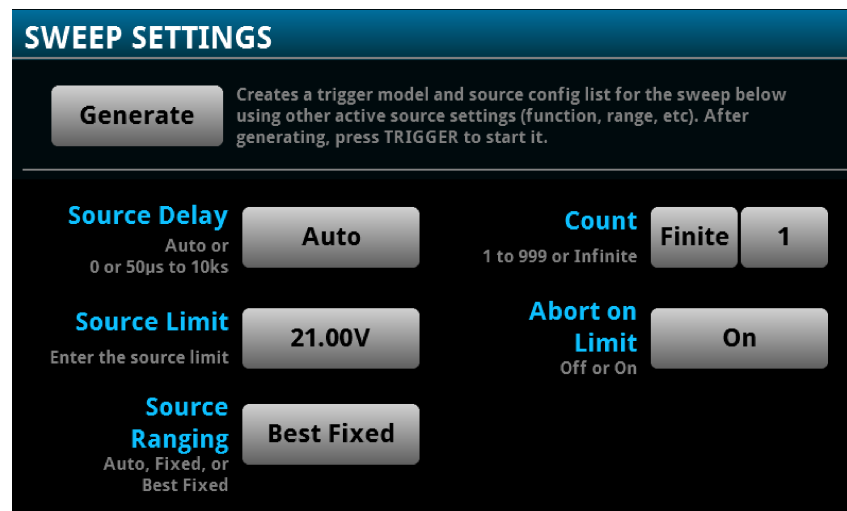 SWEEP SETTINGS
Generate
Creates a trigger model and source config list for the sweep below
using other active source settings (function, range, etc). After
generating, press TRIGGER to start it.
Source Delay
Auto or
0 or 50µs to 10ks
Auto
Count
1 to 999 or Infinite
Finite
1
Source Limit
Enter the source limit
21.00V
Abort on
Limit
Off or On
On
Source
Ranging
Auto, Fixed, or
Best Fixed
Best Fixed